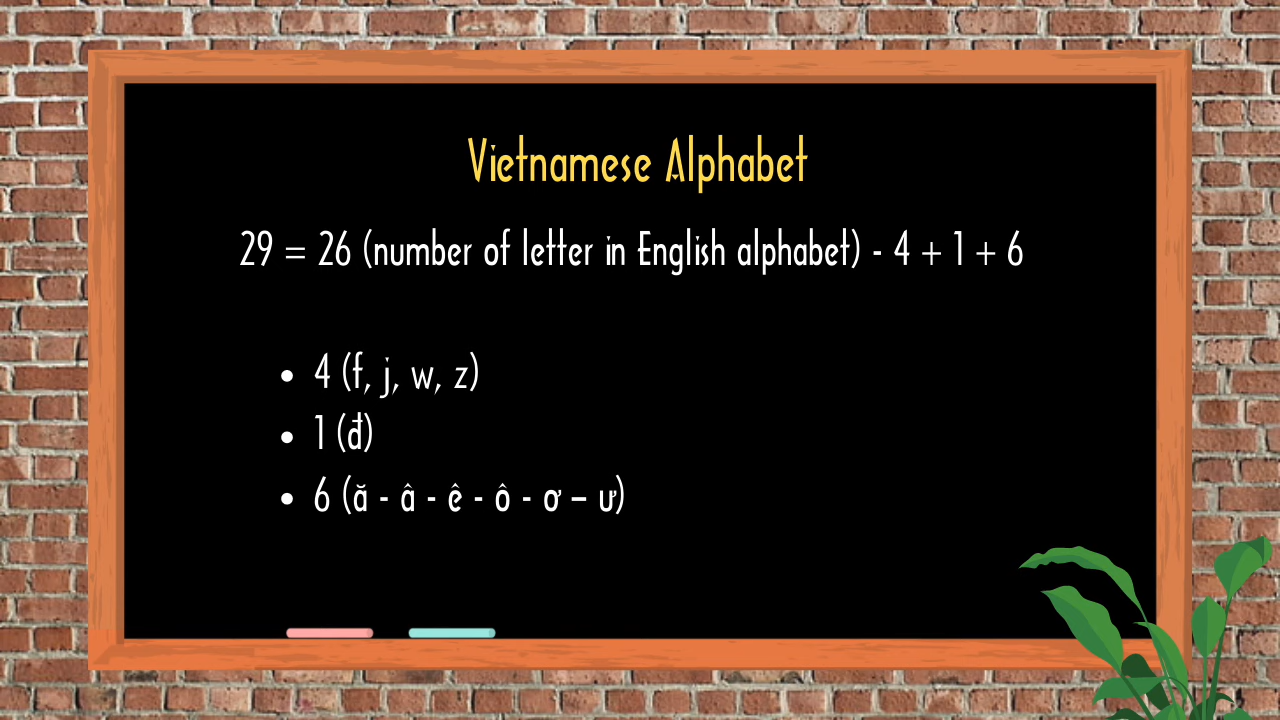 Vietnamese Alphabet
29 = 26 (number of letter in English alphabet) - 4 + 1 + 6
• 4 (f, j, w, z)
• 1 (đ)
• 6 (ă - â - ê - ô - ơ – ư)